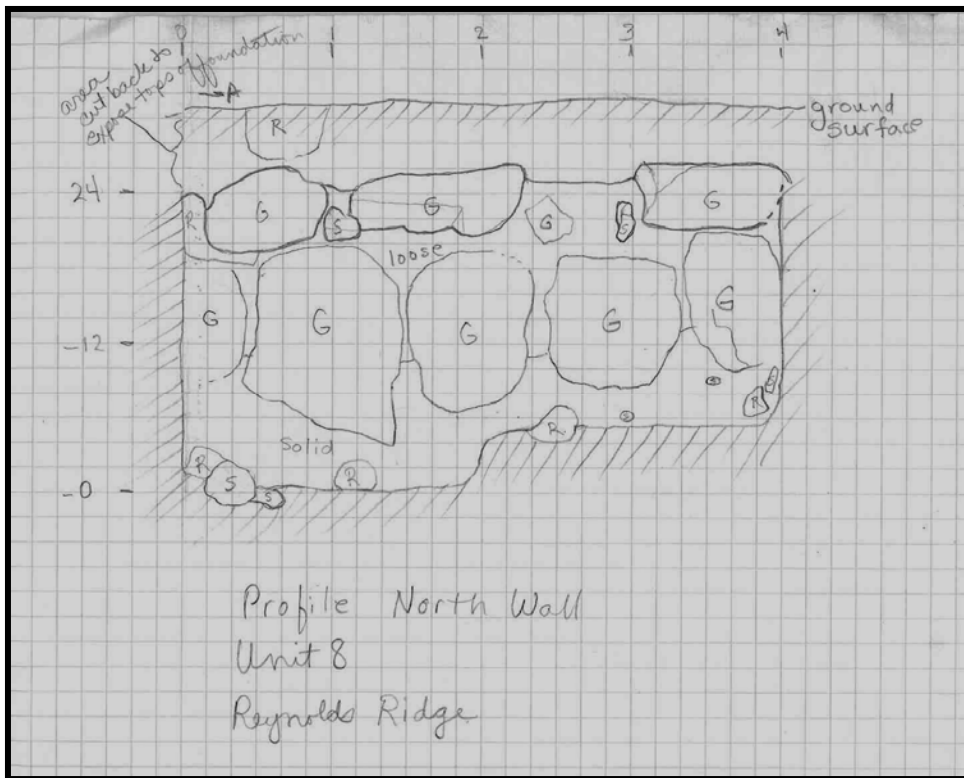 0 1 2 3 4
area
cut back to
expose tops of foundation
→A
ground
surface
R
24 -
G S G G S G
R
loose
G G G G G
-12 -
R S
solid
R R
S R S
-0 -
Profile North Wall
Unit 8
Reynolds Ridge